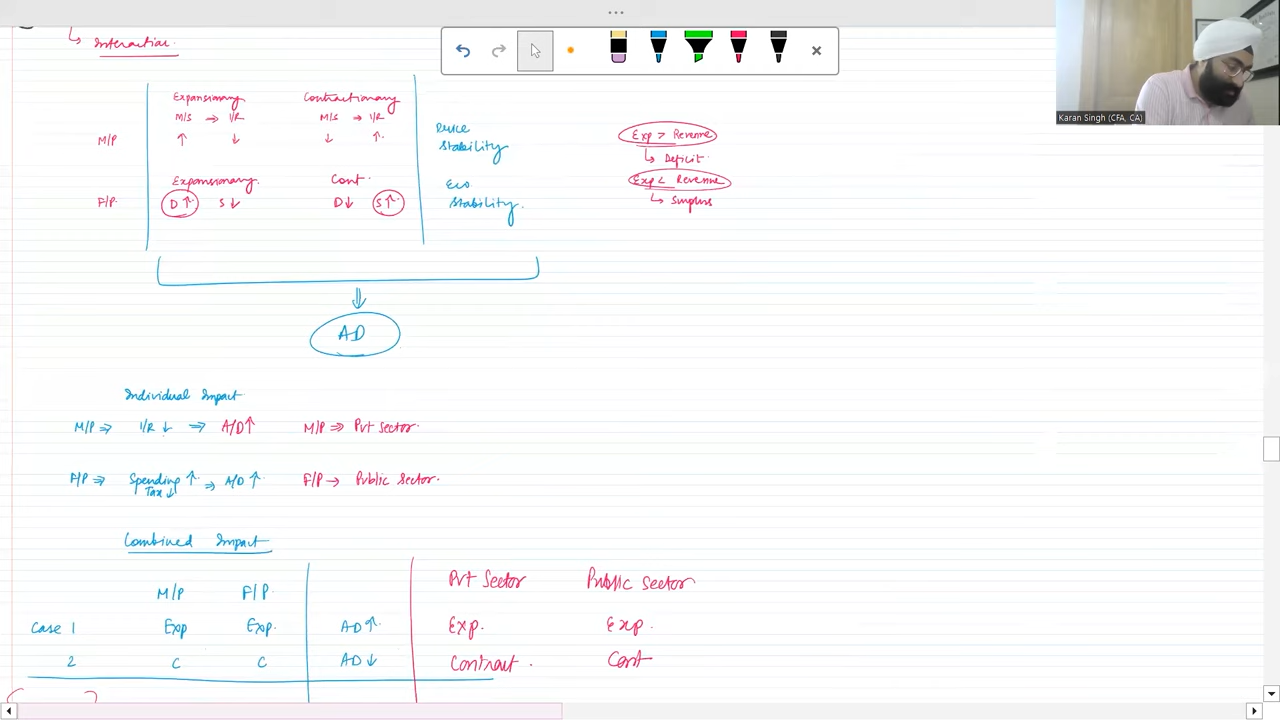 ↳ Interaction.
Expansionary Contractionary
M/S → I/R M/S → I/R
M/P ↑ ↓ ↓ ↑ Price Stability
Exp > Revenue
↳ Deficit.
Exp < Revenue
↳ Surplus
Expansionary. Cont.
F/P. D↑ S↓ D↓ S↑ Eco Stability.
⇓
AD
Individual Impact
M/P ⇒ I/R ↓ ⇒ A/D↑ M/P ⇒ Pvt Sector.
F/P ⇒ Spending ↑ ⇒ A/D ↑ F/P → Public Sector.
Tax ↓
Combined Impact
Pvt Sector Public sector
M/P F/P.
Case 1 Exp Exp. AD↑ Exp. Exp.
2 C C AD↓ Contract. Cont
Karan Singh (CFA, CA)